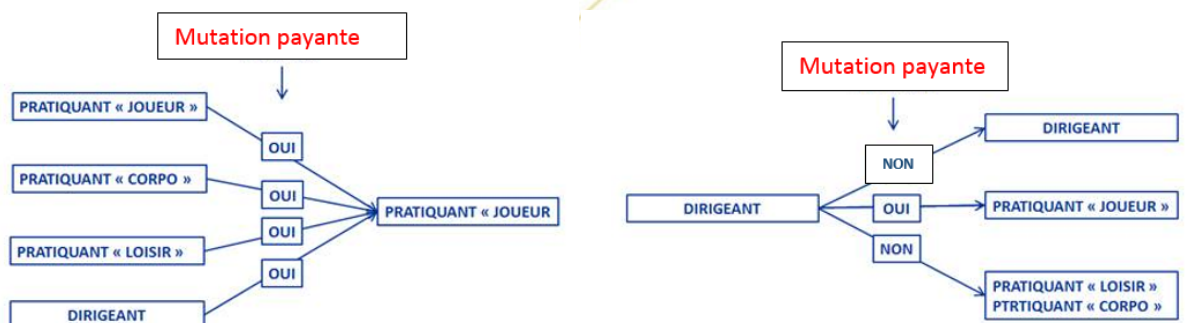 Mutation payante
PRATIQUANT « JOUEUR »
OUI
PRATIQUANT « CORPO »
OUI
OUI
PRATIQUANT « JOUEUR
PRATIQUANT « LOISIR »
OUI
DIRIGEANT
Mutation payante
DIRIGEANT
NON
DIRIGEANT
OUI
PRATIQUANT « JOUEUR »
NON
PRATIQUANT « LOISIR »
PTRTIQUANT « CORPO »